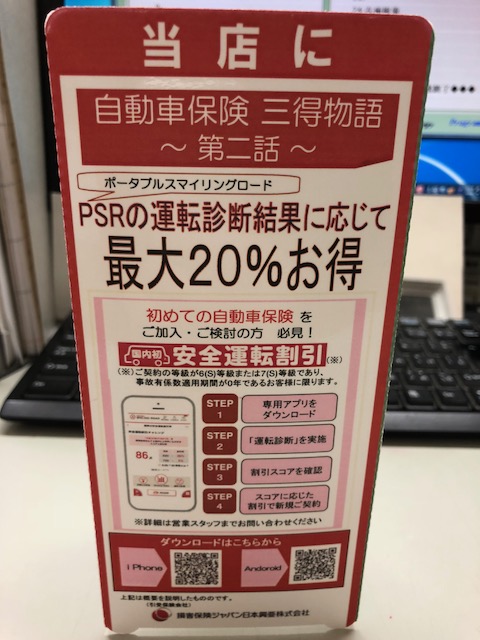 当店に
自動車保険 三得物語
～ 第二話 ～
ポータブルスマイリングロード
PSRの運転診断結果に応じて
最大20%お得
初めての自動車保険 を
ご加入・ご検討の方 必見！
国内初 安全運転割引(※)
(※)ご契約の等級が6(S)等級または7(S)等級であり、
事故有係数適用期間が0年であるお客様に限ります。
86
STEP 1 専用アプリを
ダウンロード
STEP 2 「運転診断」を実施
STEP 3 割引スコアを確認
STEP 4 スコアに応じた
割引で新規ご契約
※詳細は営業スタッフまでお問い合わせください
ダウンロードはこちらから
i Phone
Andoroid
上記は概要を説明したもののです。
(引受保険会社)
損害保険ジャパン日本興亜株式会社